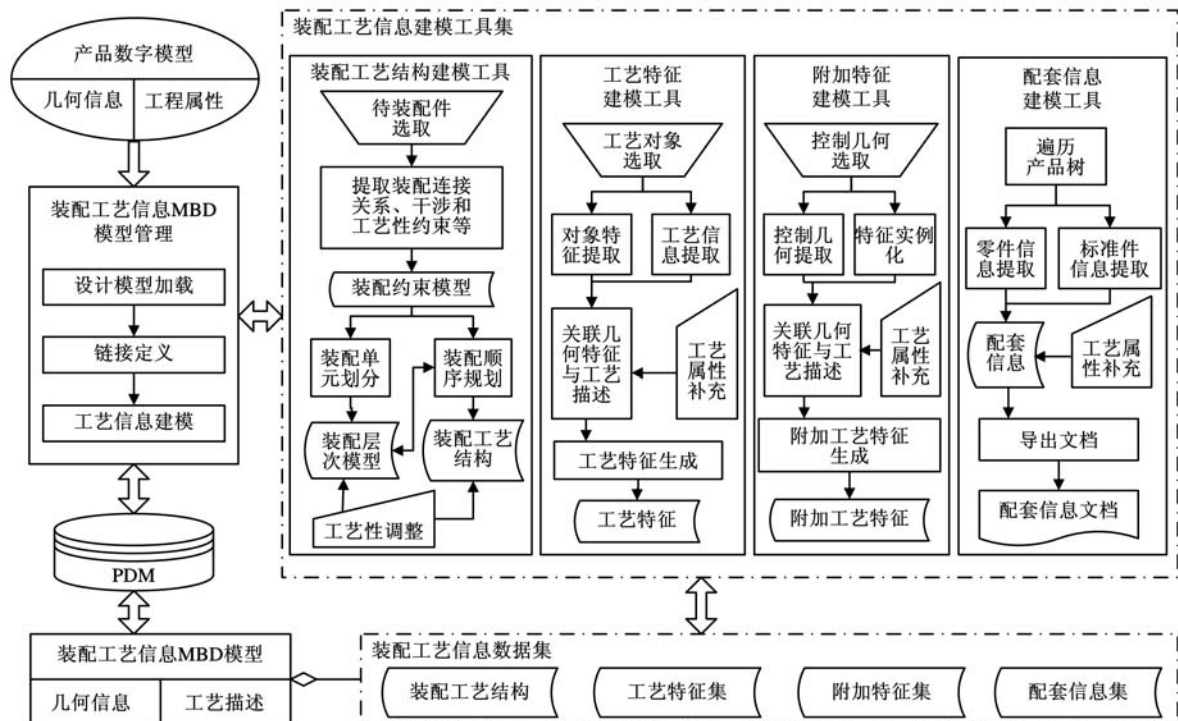 产品数字模型
几何信息
工程属性
装配工艺信息MBD
模型管理
设计模型加载
链接定义
工艺信息建模
PDM
装配工艺信息MBD模型
几何信息
工艺描述
装配工艺信息建模工具集
装配工艺结构建模工具
待装配件
选取
提取装配连接
关系、干涉和
工艺性约束等
装配约束模型
装配单
元划分
装配顺
序规划
装配层
次模型
装配工艺
结构
工艺性调整
工艺特征
建模工具
工艺对象
选取
对象特
征提取
工艺信
息提取
关联几
何特征
与工艺
描述
工艺
属性
补充
工艺特征生成
工艺特征
附加特征
建模工具
控制几何
选取
控制几
何提取
特征实例
化
关联几何
特征与工
艺描述
工艺
属性
补充
附加工艺特征
生成
附加工艺特征
配套信息
建模工具
遍历
产品树
零件信
息提取
标准件
信息提取
配套
信息
工艺属
性补充
导出文档
配套信息文档
装配工艺信息数据集
装配工艺结构
工艺特征集
附加特征集
配套信息集